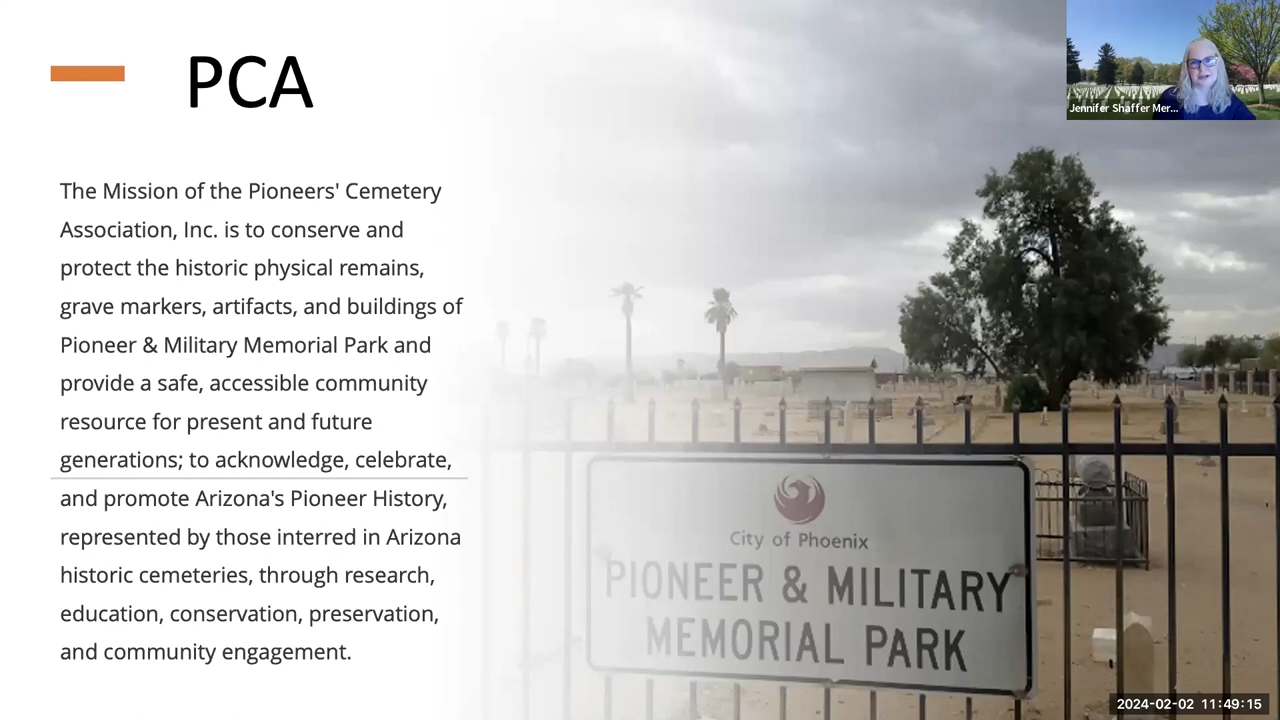 PCA
The Mission of the Pioneers' Cemetery
Association, Inc. is to conserve and
protect the historic physical remains,
grave markers, artifacts, and buildings of
Pioneer & Military Memorial Park and
provide a safe, accessible community
resource for present and future
generations; to acknowledge, celebrate,
and promote Arizona's Pioneer History,
represented by those interred in Arizona
historic cemeteries, through research,
education, conservation, preservation,
and community engagement.
Jennifer Shaffer Mer...
City of Phoenix
PIONEER & MILITARY
MEMORIAL PARK
2024-02-02 11:49:15